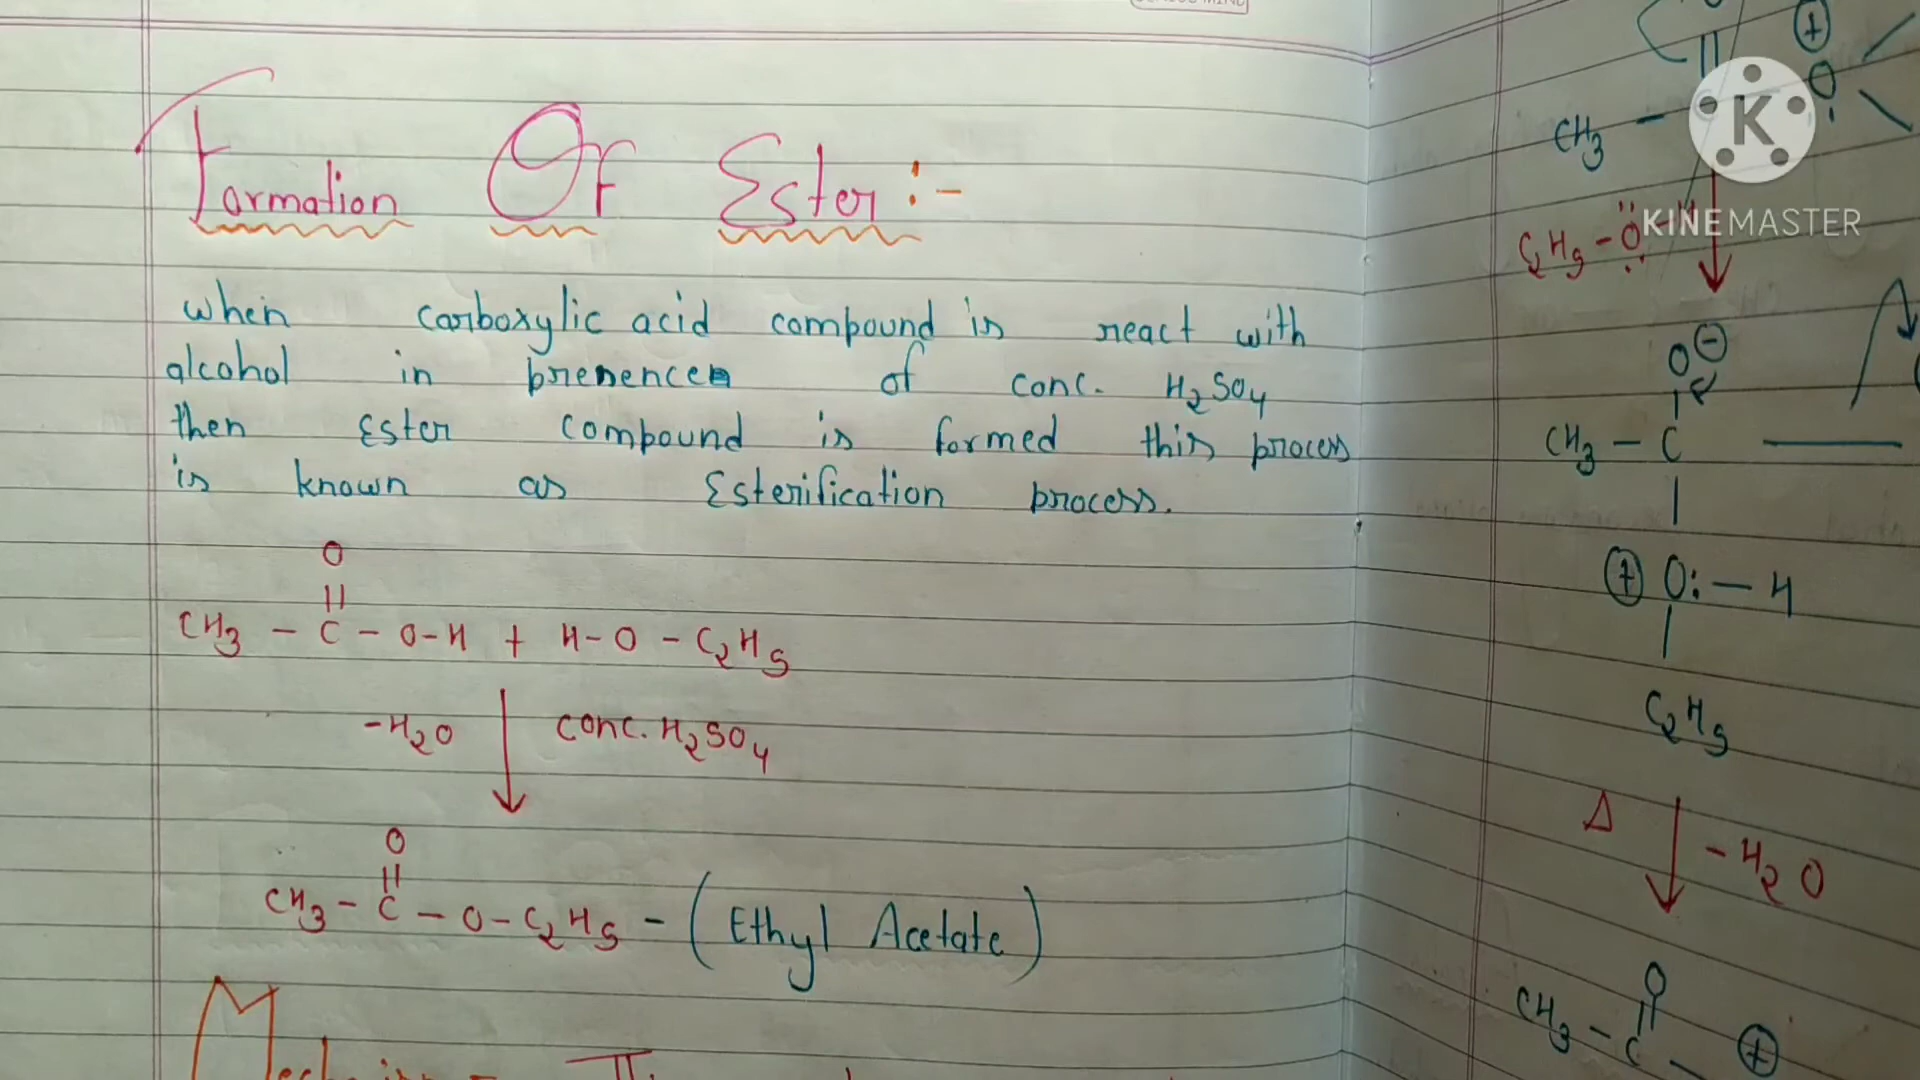 Formation Of Ester :-
when carboxylic acid compound is react with
alcohol in presence of conc. H2SO4
then Ester compound is formed this process
is known as Esterification process.
O
||
CH3 - C - O-H + H-O - C2H5
-H2O conc. H2SO4
O
||
CH3 - C - O - C2H5 - (Ethyl Acetate)
+
O
CH3 -
KINEMASTER
C2H5 - O
O -
CH3 - C
+ O: - H
C2H5
Δ - H2O
O
||
CH3 - C - +